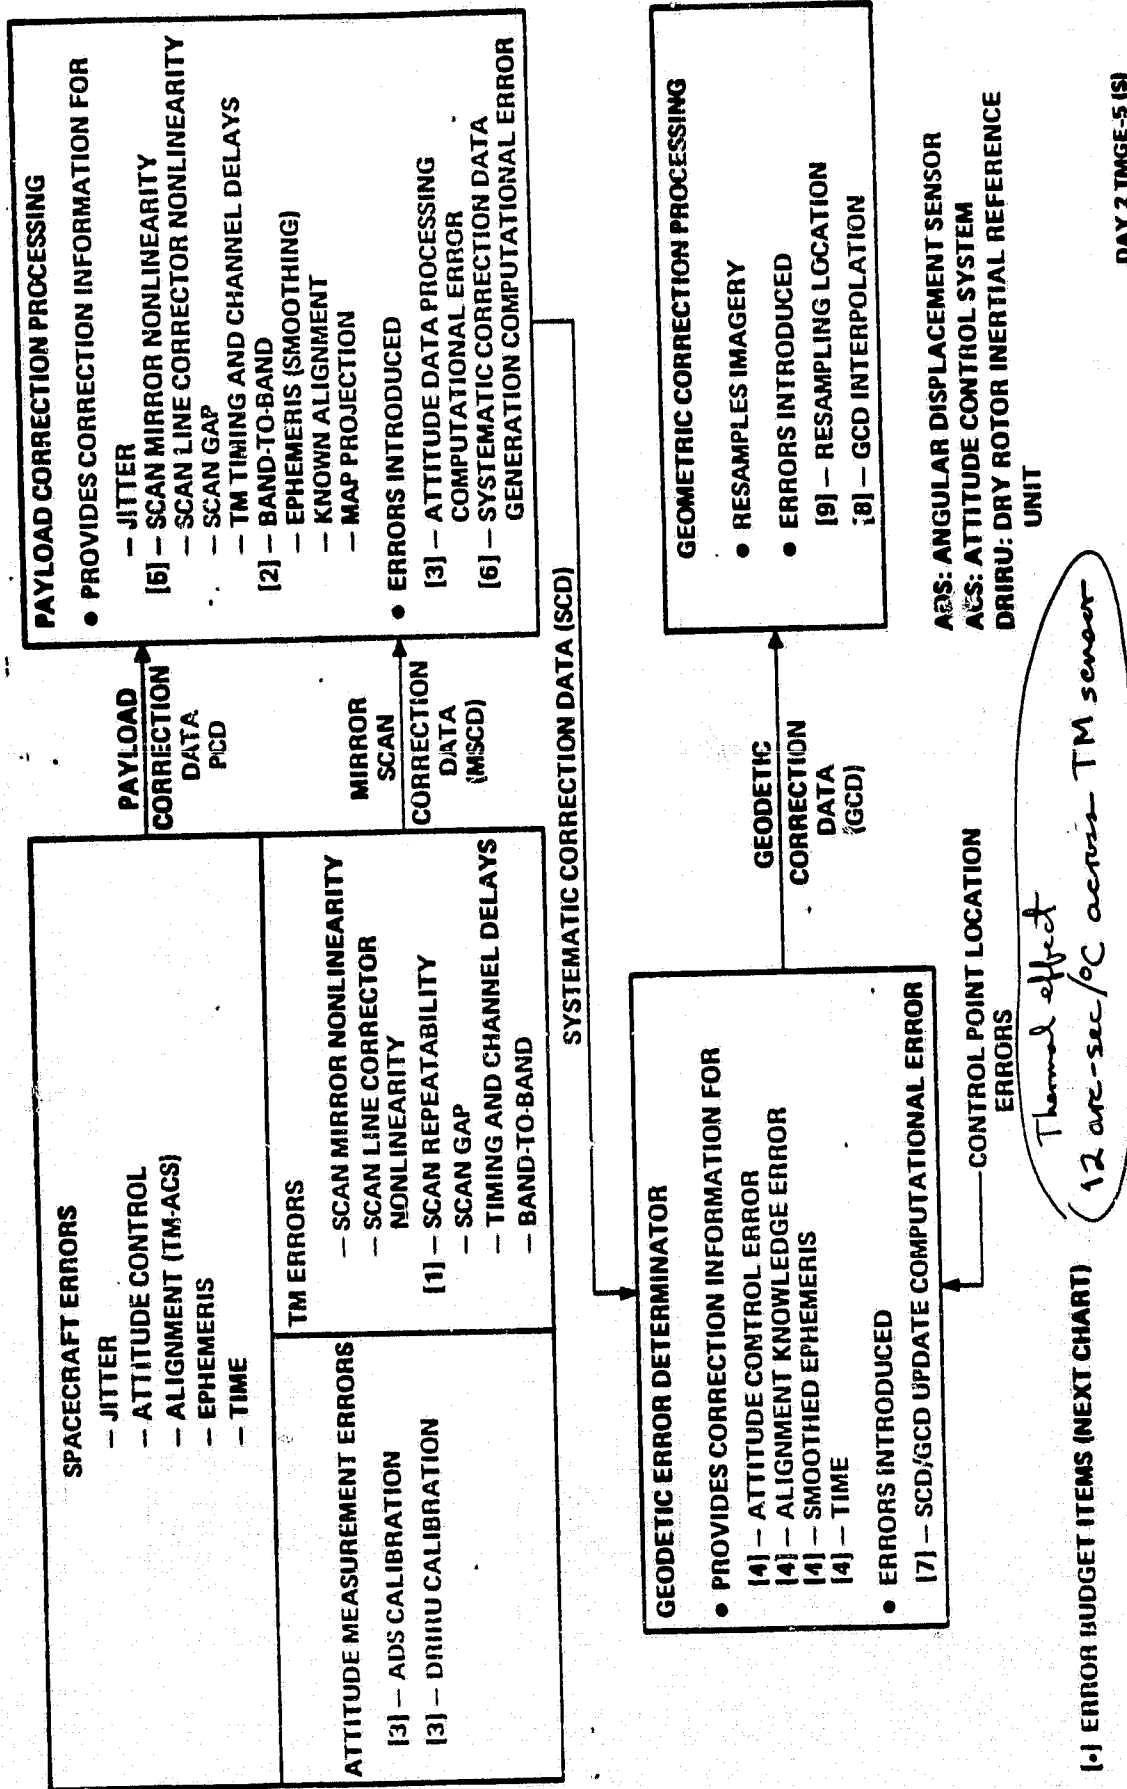 SPACECRAFT ERRORS
— JITTER
— ATTITUDE CONTROL
— ALIGNMENT (TM-ACS)
— EPHEMERIS
— TIME
ATTITUDE MEASUREMENT ERRORS
[3] — ADS CALIBRATION
[3] — DRIRU CALIBRATION
TM ERRORS
— SCAN MIRROR NONLINEARITY
— SCAN LINE CORRECTOR
NONLINEARITY
[1] — SCAN REPEATABILITY
— SCAN GAP
— TIMING AND CHANNEL DELAYS
— BAND-TO-BAND
PAYLOAD
CORRECTION
DATA
PCD
MIRROR
SCAN
CORRECTION
DATA
(MSCD)
PAYLOAD CORRECTION PROCESSING
• PROVIDES CORRECTION INFORMATION FOR
— JITTER
[5] — SCAN MIRROR NONLINEARITY
— SCAN LINE CORRECTOR NONLINEARITY
— SCAN GAP
— TM TIMING AND CHANNEL DELAYS
[2] — BAND-TO-BAND
— EPHEMERIS (SMOOTHING)
— KNOWN ALIGNMENT
— MAP PROJECTION
• ERRORS INTRODUCED
[3] — ATTITUDE DATA PROCESSING
COMPUTATIONAL ERROR
[6] — SYSTEMATIC CORRECTION DATA
GENERATION COMPUTATIONAL ERROR
SYSTEMATIC CORRECTION DATA (SCD)
GEODETIC ERROR DETERMINATOR
• PROVIDES CORRECTION INFORMATION FOR
[4] — ATTITUDE CONTROL ERROR
[4] — ALIGNMENT KNOWLEDGE ERROR
[4] — SMOOTHED EPHEMERIS
[4] — TIME
• ERRORS INTRODUCED
[7] — SCD/GCD UPDATE COMPUTATIONAL ERROR
CONTROL POINT LOCATION
ERRORS
GEODETIC
CORRECTION
DATA
(GCD)
GEOMETRIC CORRECTION PROCESSING
• RESAMPLES IMAGERY
• ERRORS INTRODUCED
[9] — RESAMPLING LOCATION
[8] — GCD INTERPOLATION
ADS: ANGULAR DISPLACEMENT SENSOR
ACS: ATTITUDE CONTROL SYSTEM
DRIRU: DRY ROTOR INERTIAL REFERENCE
UNIT
Thermal effect
12 arc-sec/°C across TM sensor
[•] ERROR BUDGET ITEMS (NEXT CHART)
DAY 2 TMGE-5 (S)